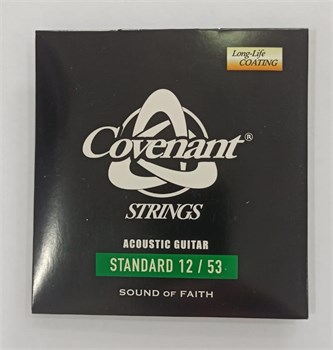 Long-Life
COATING
Covenant®
STRINGS
ACOUSTIC GUITAR
STANDARD 12 / 53
SOUND OF FAITH